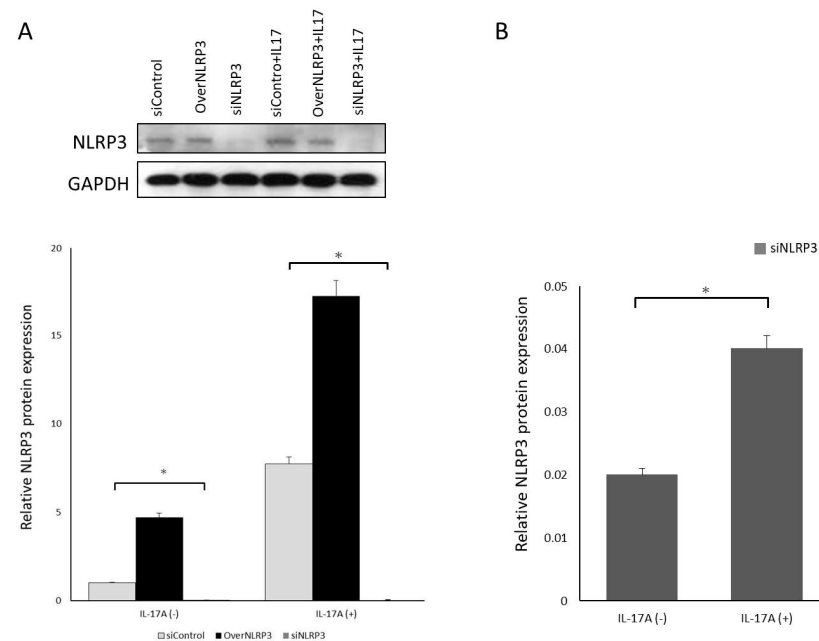 A
siControl
OverNLRP3
siNLRP3
siContro+IL17
OverNLRP3+IL17
siNLRP3+IL17
NLRP3
GAPDH
Relative NLRP3 protein expression
20
15
10
5
0
*
*
IL-17A (-)
IL-17A (+)
siControl OverNLRP3 siNLRP3
B
siNLRP3
Relative NLRP3 protein expression
0.05
0.04
0.03
0.02
0.01
0
*
IL-17A (-)
IL-17A (+)